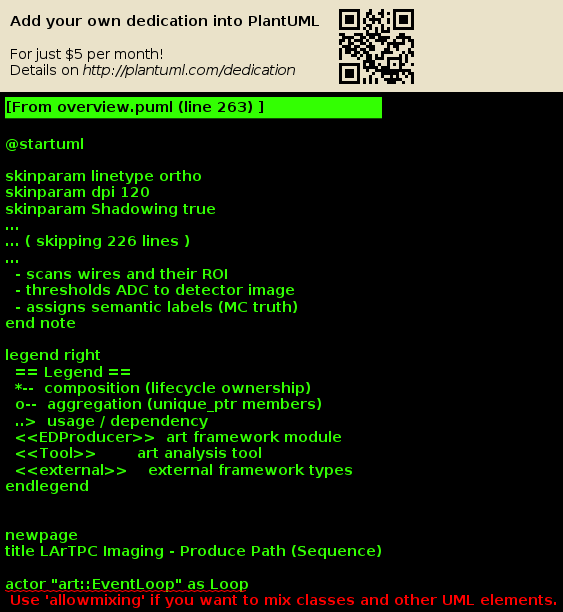 Add your own dedication into PlantUML
For just $5 per month!
Details on http://plantuml.com/dedication
[From overview.puml (line 263) ]
@startuml
skinparam linetype ortho
skinparam dpi 120
skinparam Shadowing true
...
... ( skipping 226 lines )
...
- scans wires and their ROI
- thresholds ADC to detector image
- assigns semantic labels (MC truth)
end note
legend right
== Legend ==
*-- composition (lifecycle ownership)
o-- aggregation (unique_ptr members)
..> usage / dependency
<<EDProducer>> art framework module
<<Tool>> art analysis tool
<<external>> external framework types
endlegend
newpage
title LArTPC Imaging - Produce Path (Sequence)
actor "art::EventLoop" as Loop
Use 'allowmixing' if you want to mix classes and other UML elements.